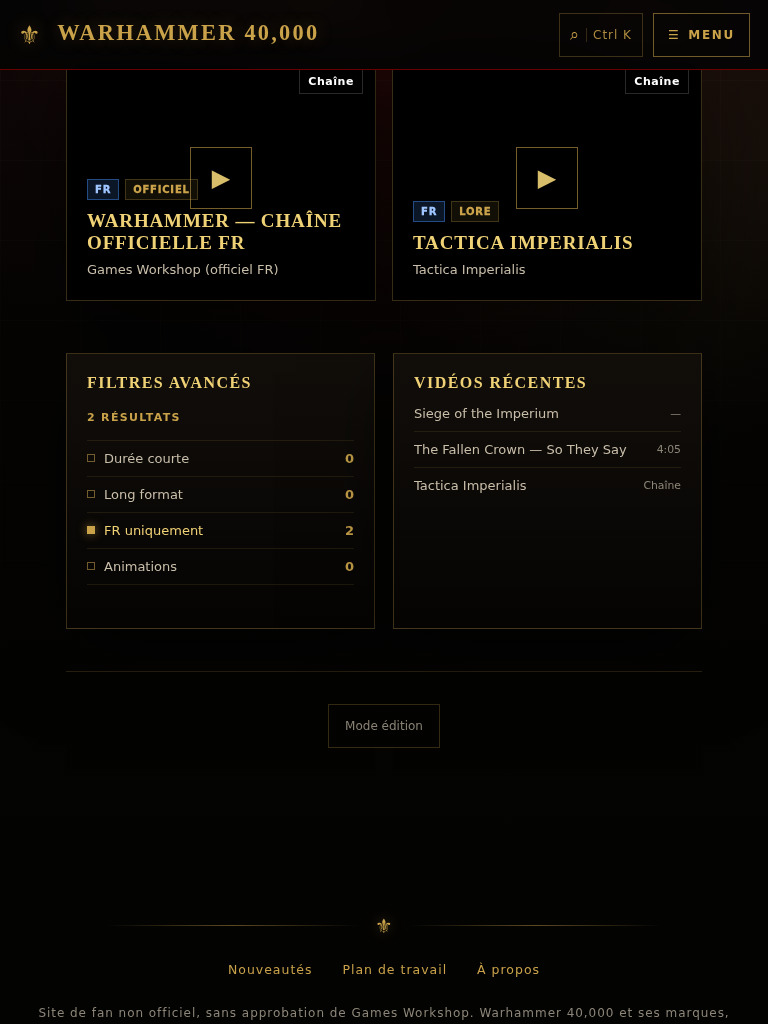 WARHAMMER 40,000
Ctrl K
MENU
Chaîne
Chaîne
FR
OFFICIEL
WARHAMMER — CHAÎNE
OFFICIELLE FR
Games Workshop (officiel FR)
FR
LORE
TACTICA IMPERIALIS
Tactica Imperialis
FILTRES AVANCÉS
2 RÉSULTATS
Durée courte 0
Long format 0
FR uniquement 2
Animations 0
VIDÉOS RÉCENTES
Siege of the Imperium —
The Fallen Crown — So They Say 4:05
Tactica Imperialis Chaîne
Mode édition
Nouveautés Plan de travail À propos
Site de fan non officiel, sans approbation de Games Workshop. Warhammer 40,000 et ses marques,